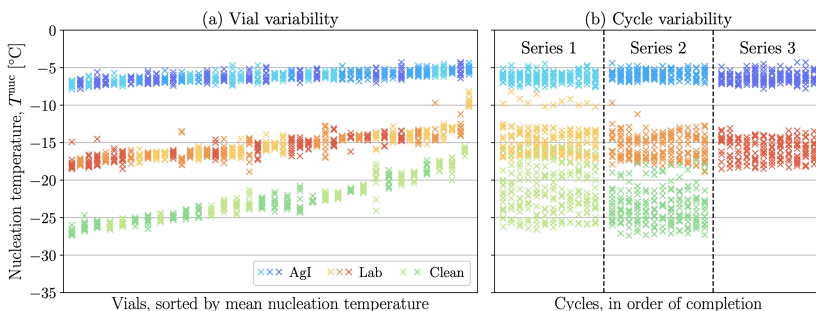 (a) Vial variability
(b) Cycle variability
Nucleation temperature, T^nuc [°C]
0
−5
−10
−15
−20
−25
−30
−35
Series 1
Series 2
Series 3
AgI
Lab
Clean
Vials, sorted by mean nucleation temperature
Cycles, in order of completion